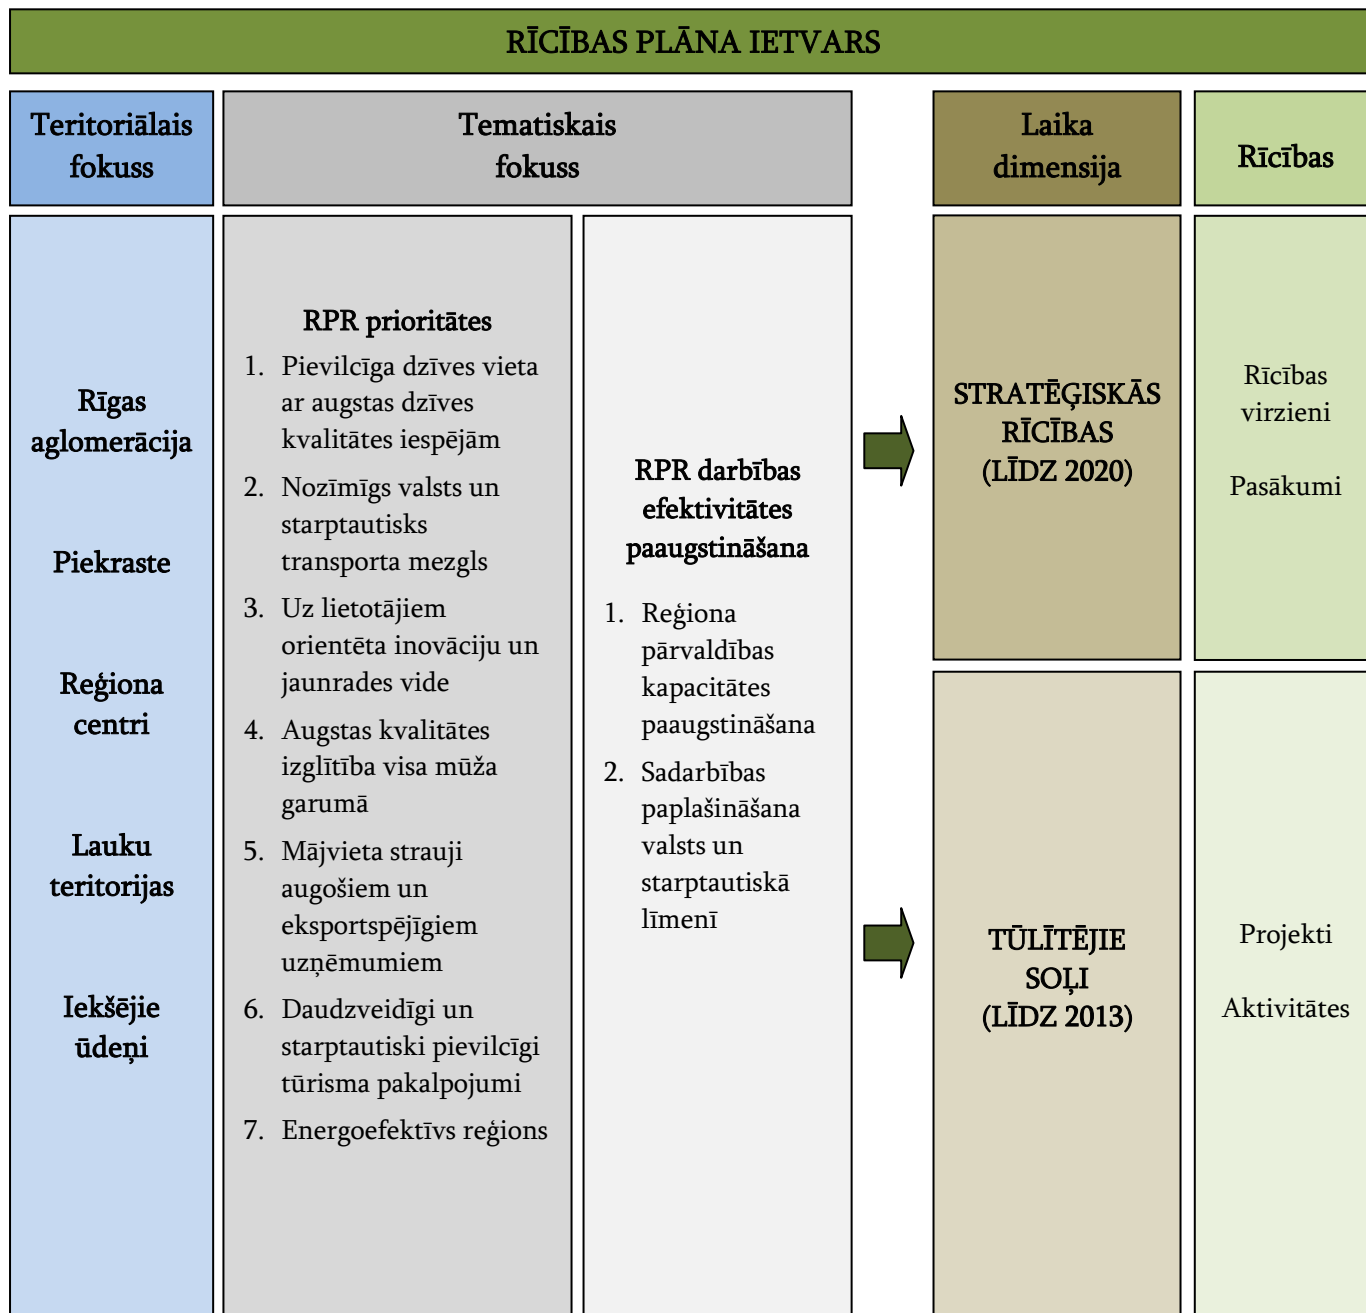 RĪCĪBAS PLĀNA IETVARS
Teritoriālais
fokuss
Tematiskais
fokuss
Laika
dimensija
Rīcības
Rīgas
aglomerācija
Piekraste
Reģiona
centri
Lauku
teritorijas
Iekšējie
ūdeņi
RPR prioritātes
1. Pievilcīga dzīves vieta
ar augstas dzīves
kvalitātes iespējām
2. Nozīmīgs valsts un
starptautisks
transporta mezgls
3. Uz lietotājiem
orientēta inovāciju un
jaunrades vide
4. Augstas kvalitātes
izglītība visa mūža
garumā
5. Mājvieta strauji
augošiem un
eksportspējīgiem
uzņēmumiem
6. Daudzveidīgi un
starptautiski pievilcīgi
tūrisma pakalpojumi
7. Energoefektīvs reģions
RPR darbības
efektivitātes
paaugstināšana
1. Reģiona
pārvaldības
kapacitātes
paaugstināšana
2. Sadarbības
paplašināšana
valsts un
starptautiskā
līmenī
STRATĒĢISKĀS
RĪCĪBAS
(LĪDZ 2020)
Rīcības
virzieni
Pasākumi
TŪLĪTĒJIE
SOĻI
(LĪDZ 2013)
Projekti
Aktivitātes